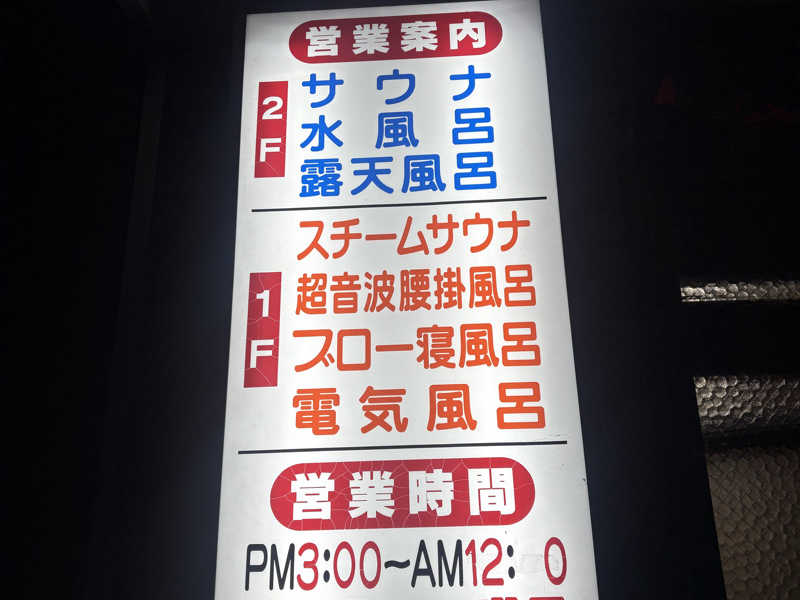 営業案内
2F
サウナ
水風呂
露天風呂
1F
スチームサウナ
超音波腰掛風呂
ブロー寝風呂
電気風呂
営業時間
PM3:00〜AM12: 0